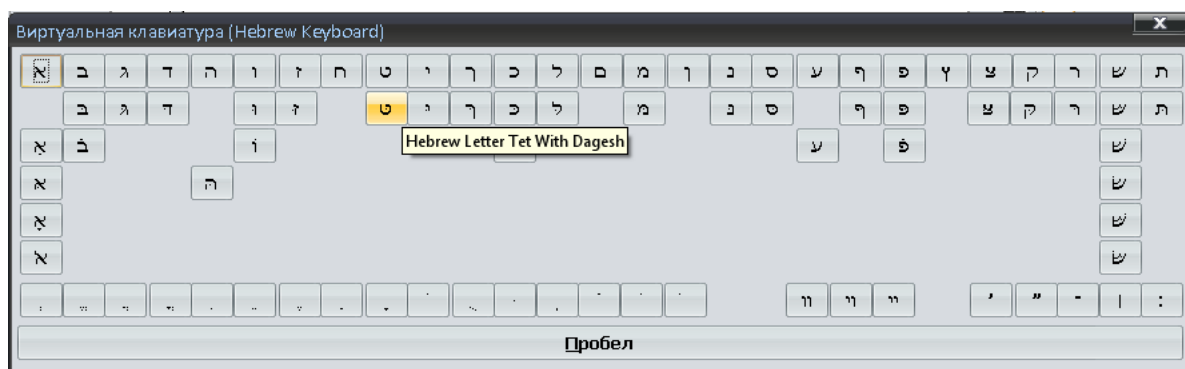 Виртуальная клавиатура (Hebrew Keyboard)
x
א ב ג ד ה ו ז ח ט י ך כ ל ם מ ן נ ס ע ף פ ץ צ ק ר ש ת
בּ גּ דּ וּ זּ טּ יּ ךּ כּ לּ מּ נּ סּ ףּ פּ צּ קּ רּ שּ תּ
Hebrew Letter Tet With Dagesh
בֿ וֹ ע פֿ שׁ
הּ שׂ
שּׁ
שּׂ
װ ױ ײ ׳ ״ ־ ׀ ׃
Пробел